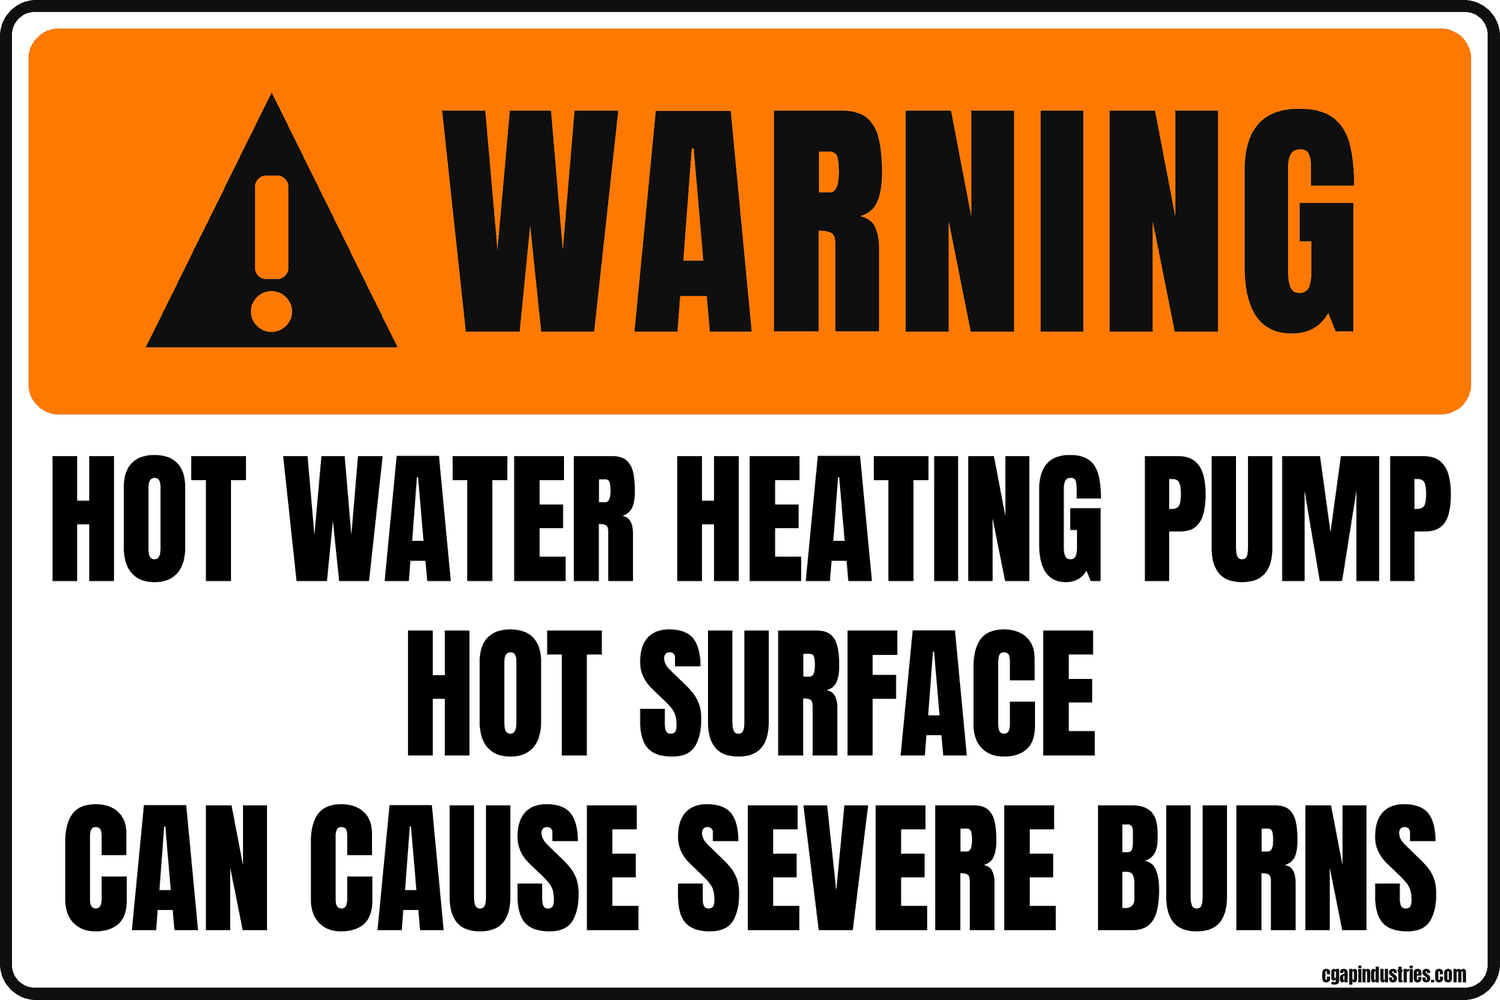 WARNING
HOT WATER HEATING PUMP
HOT SURFACE
CAN CAUSE SEVERE BURNS
cgapindustries.com